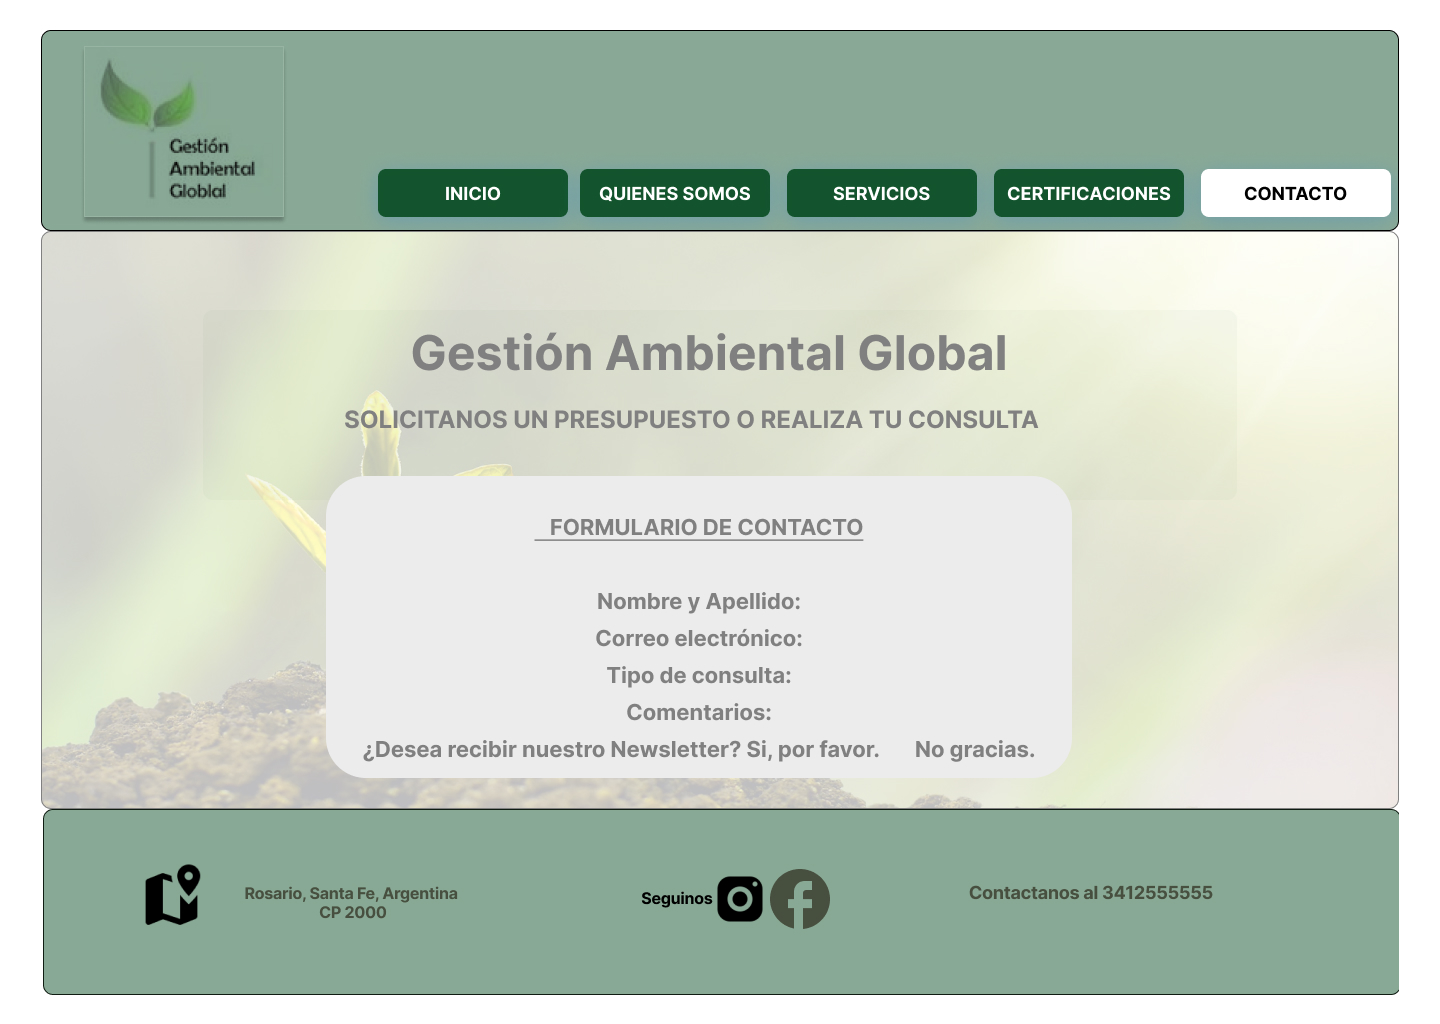 Gestión
Ambiental
Globlal
INICIO
QUIENES SOMOS
SERVICIOS
CERTIFICACIONES
CONTACTO
Gestión Ambiental Global
SOLICITANOS UN PRESUPUESTO O REALIZA TU CONSULTA
FORMULARIO DE CONTACTO
Nombre y Apellido:
Correo electrónico:
Tipo de consulta:
Comentarios:
¿Desea recibir nuestro Newsletter? Si, por favor. No gracias.
Rosario, Santa Fe, Argentina
CP 2000
Seguinos
Contactanos al 3412555555